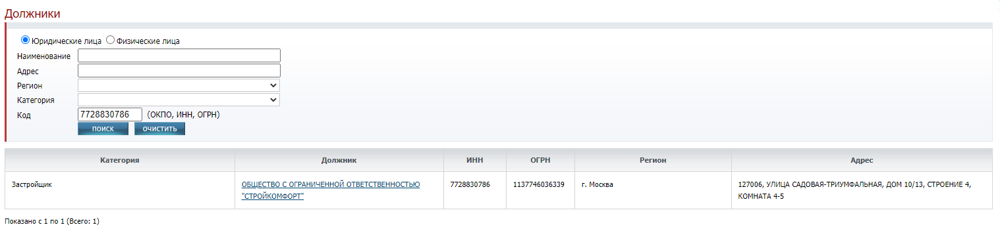 Должники
Юридические лица Физические лица
Наименование
Адрес
Регион
Категория
Код 7728830786 (ОКПО, ИНН, ОГРН)
ПОИСК ОЧИСТИТЬ
Категория Должник ИНН ОГРН Регион Адрес
Застройщик ОБЩЕСТВО С ОГРАНИЧЕННОЙ ОТВЕТСТВЕННОСТЬЮ 7728830786 1137746036339 г. Москва 127006, УЛИЦА САДОВАЯ-ТРИУМФАЛЬНАЯ, ДОМ 10/13, СТРОЕНИЕ 4,
"СТРОЙКОМФОРТ" КОМНАТА 4-5
Показано с 1 по 1 (Всего: 1)